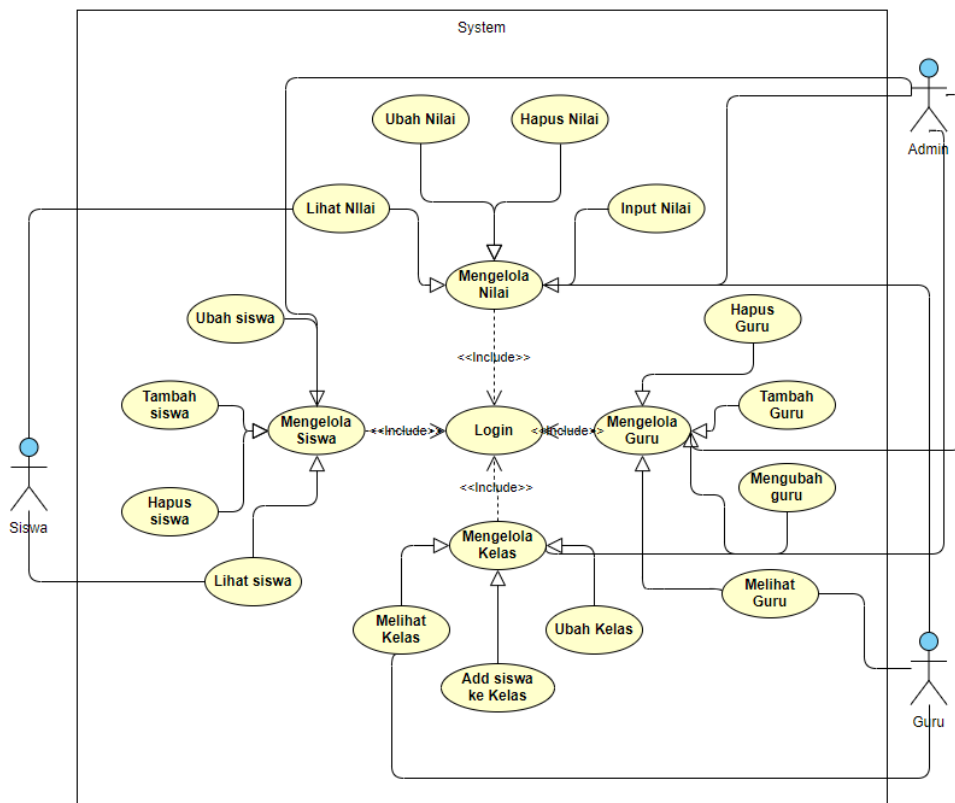 System
Ubah Nilai
Hapus Nilai
Admin
Lihat NIlai
Input Nilai
Mengelola
Nilai
Ubah siswa
Hapus
Guru
<<Include>>
Tambah
siswa
Mengelola
Siswa
<<Include>>
Login
<<Include>>
Mengelola
Guru
Tambah
Guru
Siswa
Hapus
siswa
<<Include>>
Mengubah
guru
Mengelola
Kelas
Lihat siswa
Melihat
Kelas
Ubah Kelas
Melihat
Guru
Add siswa
ke Kelas
Guru